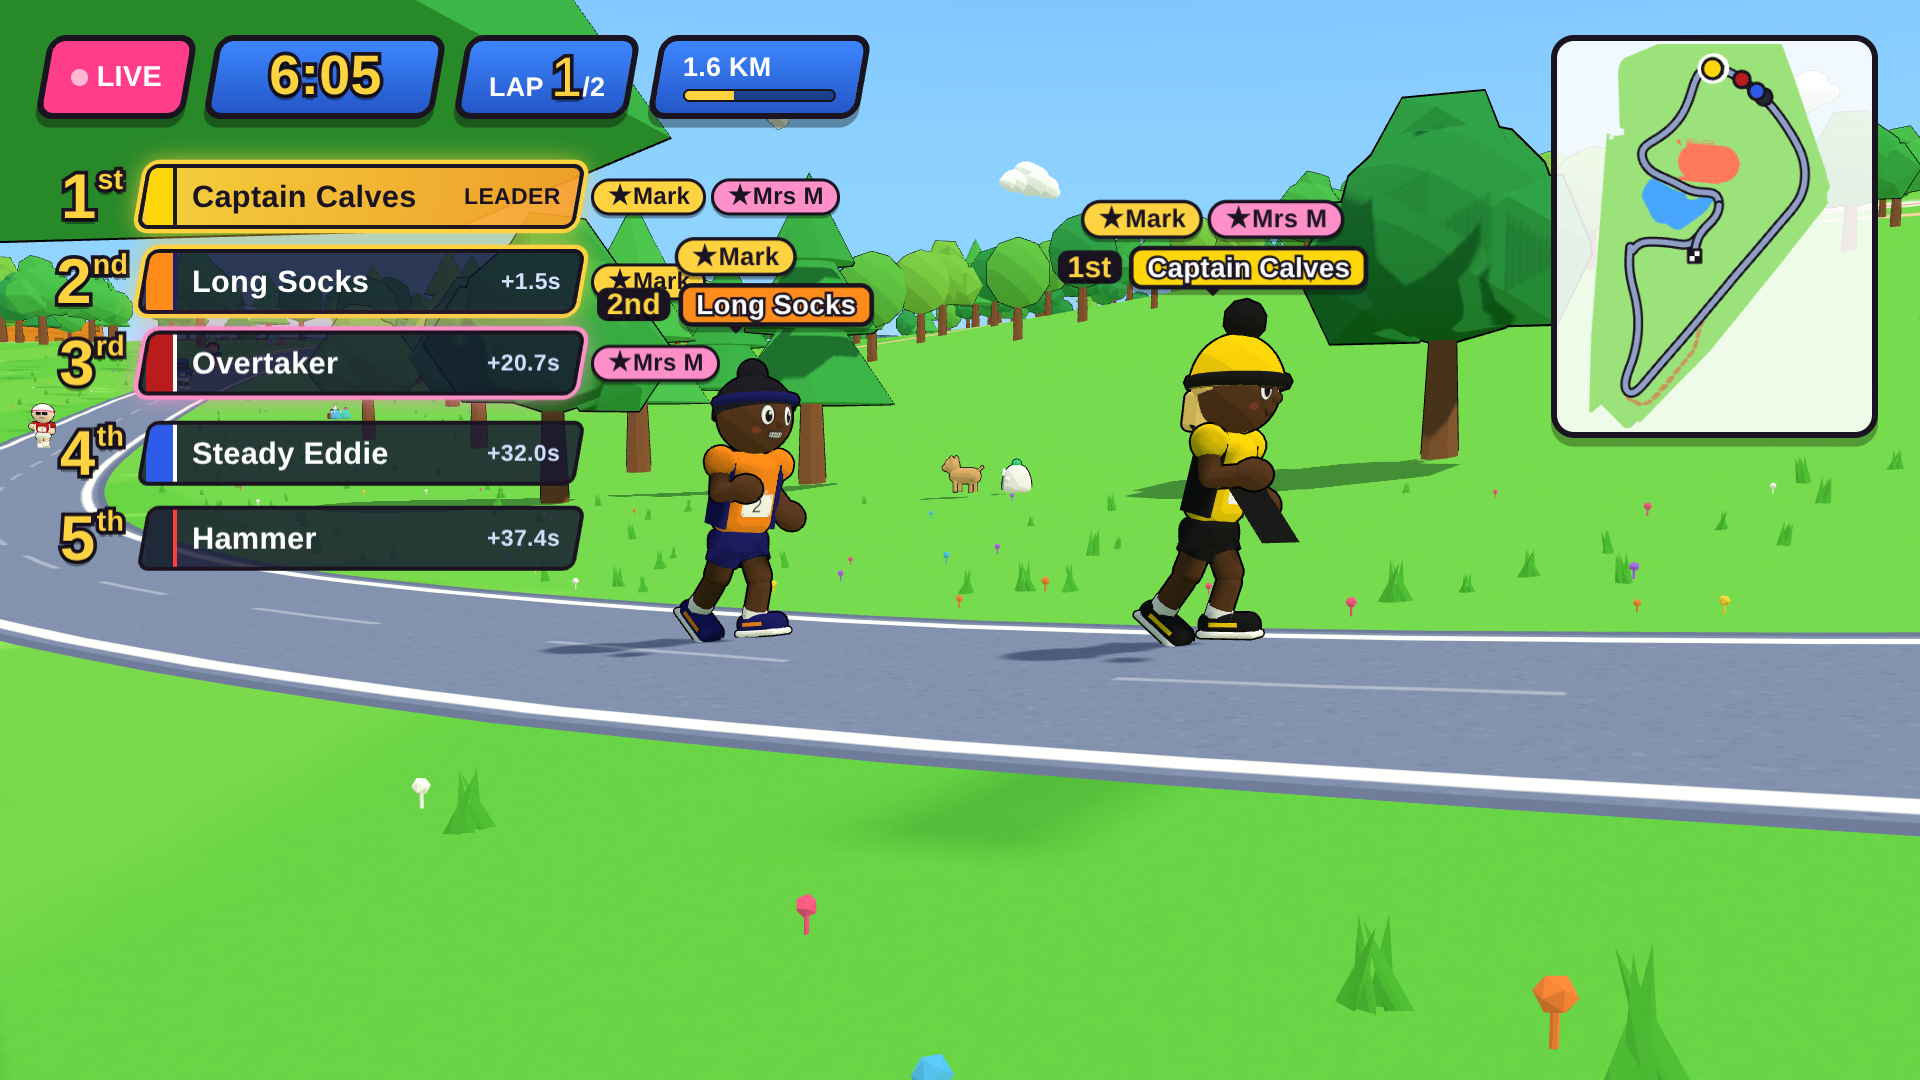 LIVE
6:05
LAP 1/2
1.6 KM
1st Captain Calves LEADER ★Mark ★Mrs M
2nd Long Socks +1.5s ★Mark
3rd Overtaker +20.7s ★Mrs M
4th Steady Eddie +32.0s
5th Hammer +37.4s
★Mark
2nd Long Socks
2
★Mark ★Mrs M
1st Captain Calves